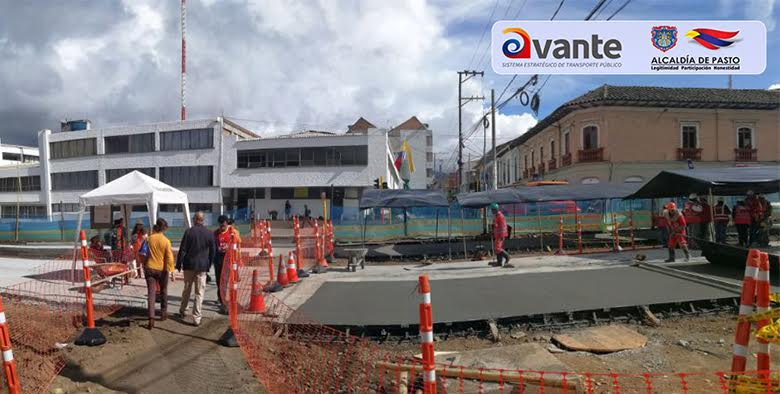 avante
SISTEMA ESTRATÉGICO DE TRANSPORTE PÚBLICO
ALCALDÍA DE PASTO
Legitimidad Participación Honestidad